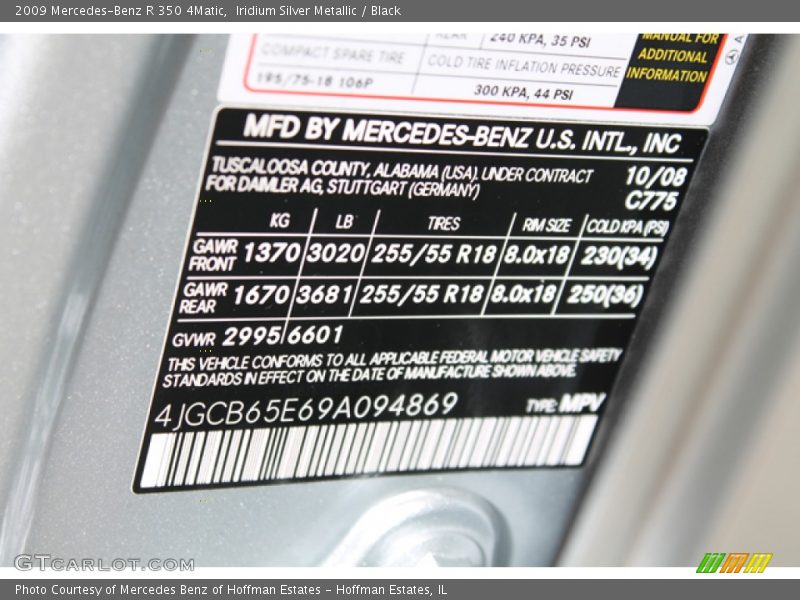 2009 Mercedes-Benz R 350 4Matic,  Iridium Silver Metallic / Black
240 KPA, 35 PSI
COMPACT SPARE TIRE
195/75-18 106P
COLD TIRE INFLATION PRESSURE
300 KPA, 44 PSI
MANUAL FOR
ADDITIONAL
INFORMATION
MFD BY MERCEDES-BENZ U.S. INTL., INC
TUSCALOOSA COUNTY, ALABAMA (USA). UNDER CONTRACT
FOR DAIMLER AG, STUTTGART (GERMANY)
10/08
C775
KG LB TIRES RIM SIZE COLD KPA (PSI)
GAWR FRONT 1370 3020 255/55 R18 8.0x18 230(34)
GAWR REAR 1670 3681 255/55 R18 8.0x18 250(36)
GVWR 2995 6601
THIS VEHICLE CONFORMS TO ALL APPLICABLE FEDERAL MOTOR VEHICLE SAFETY
STANDARDS IN EFFECT ON THE DATE OF MANUFACTURE SHOWN ABOVE.
4JGCB65E69A094869 TYPE: MPV
GTCARLOT.COM
Photo Courtesy of Mercedes Benz of Hoffman Estates - Hoffman Estates, IL